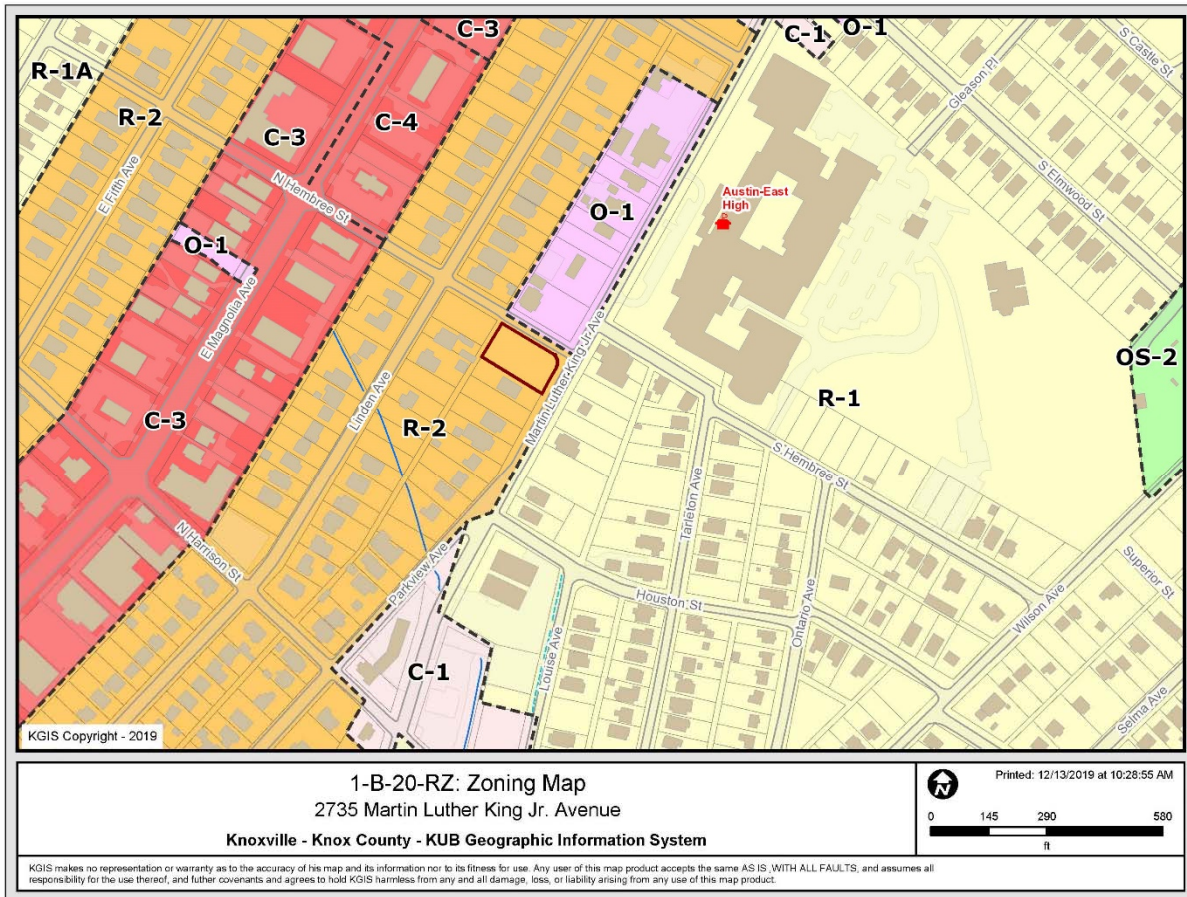 C-3
C-1
O-1
S Castle St
R-1A
Gleason Pl
R-2
C-3
C-4
E Fifth Ave
N Hembree St
S Elmwood St
Austin-East
High
O-1
O-1
E Magnolia Ave
Martin Luther King Jr Ave
OS-2
Linden Ave
R-1
C-3
R-2
S Hembree St
Tarleton Ave
N Harrison St
Parkview Ave
Superior St
Houston St
Ontario Ave
Wilson Ave
Louise Ave
C-1
Selma Ave
KGIS Copyright - 2019
1-B-20-RZ: Zoning Map
2735 Martin Luther King Jr. Avenue
Knoxville - Knox County - KUB Geographic Information System
N
Printed: 12/13/2019 at 10:28:55 AM
0 145 290 580
ft
KGIS makes no representation or warranty as to the accuracy of his map and its information nor to its fitness for use. Any user of this map product accepts the same AS IS ,WITH ALL FAULTS, and assumes all
responsibility for the use thereof, and futher covenants and agrees to hold KGIS harmless from any and all damage, loss, or liability arising from any use of this map product.